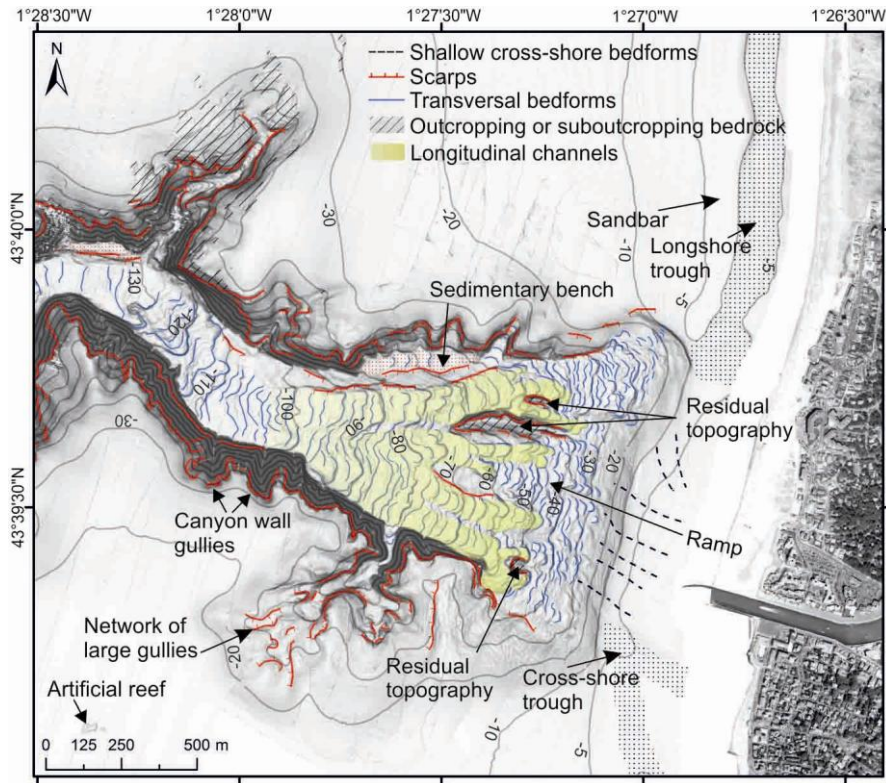 1°28'30"W
1°28'0"W
1°27'30"W
1°27'0"W
1°26'30"W
N
Shallow cross-shore bedforms
Scarps
Transversal bedforms
Outcropping or suboutcropping bedrock
Longitudinal channels
43°40'0"N
43°39'30"N
-30
-20
-10
Sandbar
Longshore
trough
-5
-5
-130
-120
-110
-100
-90
-80
-70
-60
-50
-40
-30
-20
Sedimentary bench
Residual
topography
-30
Canyon wall
gullies
Ramp
Network of
large gullies
-20
Residual
topography
Cross-shore
trough
Artificial reef
-10
-5
0 125 250 500 m